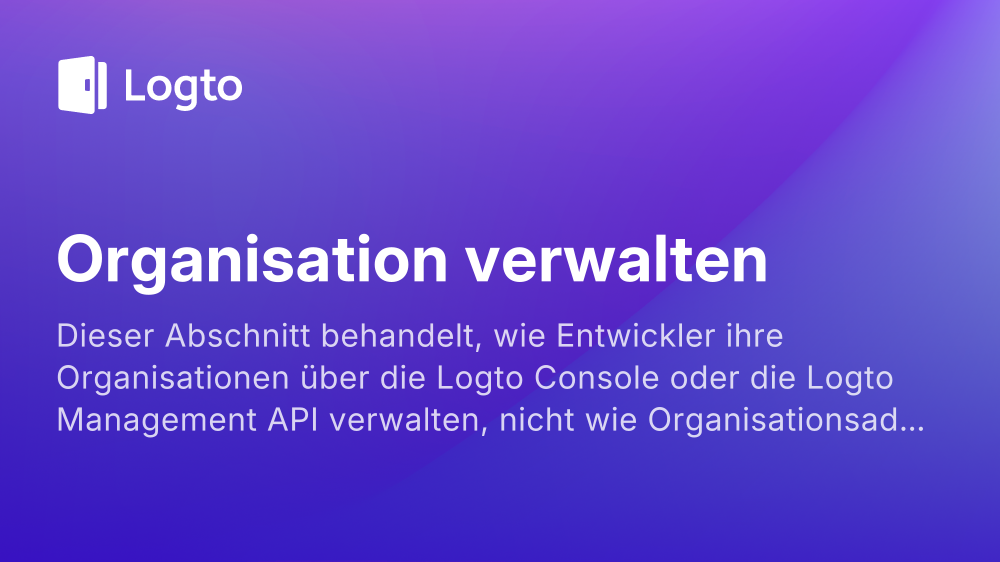 Logto
Organisation verwalten
Dieser Abschnitt behandelt, wie Entwickler ihre
Organisationen über die Logto Console oder die Logto
Management API verwalten, nicht wie Organisationsad...